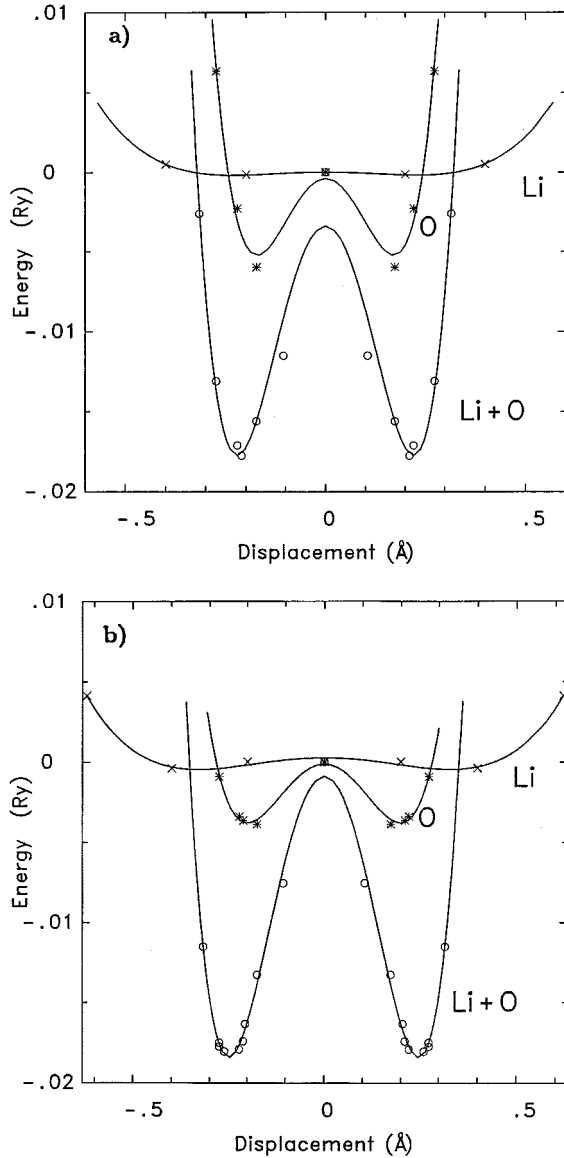 a)
.01
0
-.01
-.02
Energy (Ry)
Li
O
Li+O
-.5
0
.5
Displacement (Å)
b)
.01
0
-.01
-.02
Energy (Ry)
Li
O
Li+O
-.5
0
.5
Displacement (Å)